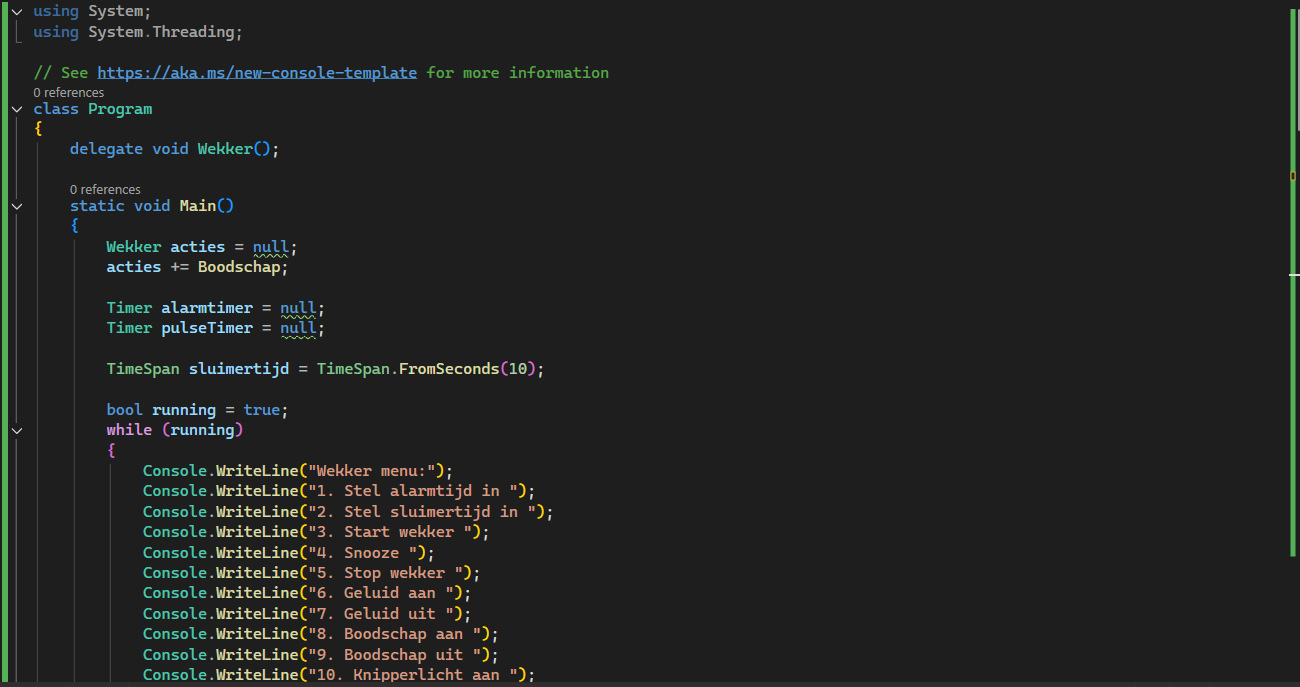 using System;
using System.Threading;
// See https://aka.ms/new-console-template for more information
0 references
class Program
{
delegate void Wekker();
0 references
static void Main()
{
Wekker acties = null;
acties += Boodschap;
Timer alarmtimer = null;
Timer pulseTimer = null;
TimeSpan sluimertijd = TimeSpan.FromSeconds(10);
bool running = true;
while (running)
{
Console.WriteLine("Wekker menu:");
Console.WriteLine("1. Stel alarmtijd in ");
Console.WriteLine("2. Stel sluimertijd in ");
Console.WriteLine("3. Start wekker ");
Console.WriteLine("4. Snooze ");
Console.WriteLine("5. Stop wekker ");
Console.WriteLine("6. Geluid aan ");
Console.WriteLine("7. Geluid uit ");
Console.WriteLine("8. Boodschap aan ");
Console.WriteLine("9. Boodschap uit ");
Console.WriteLine("10. Knipperlicht aan ");